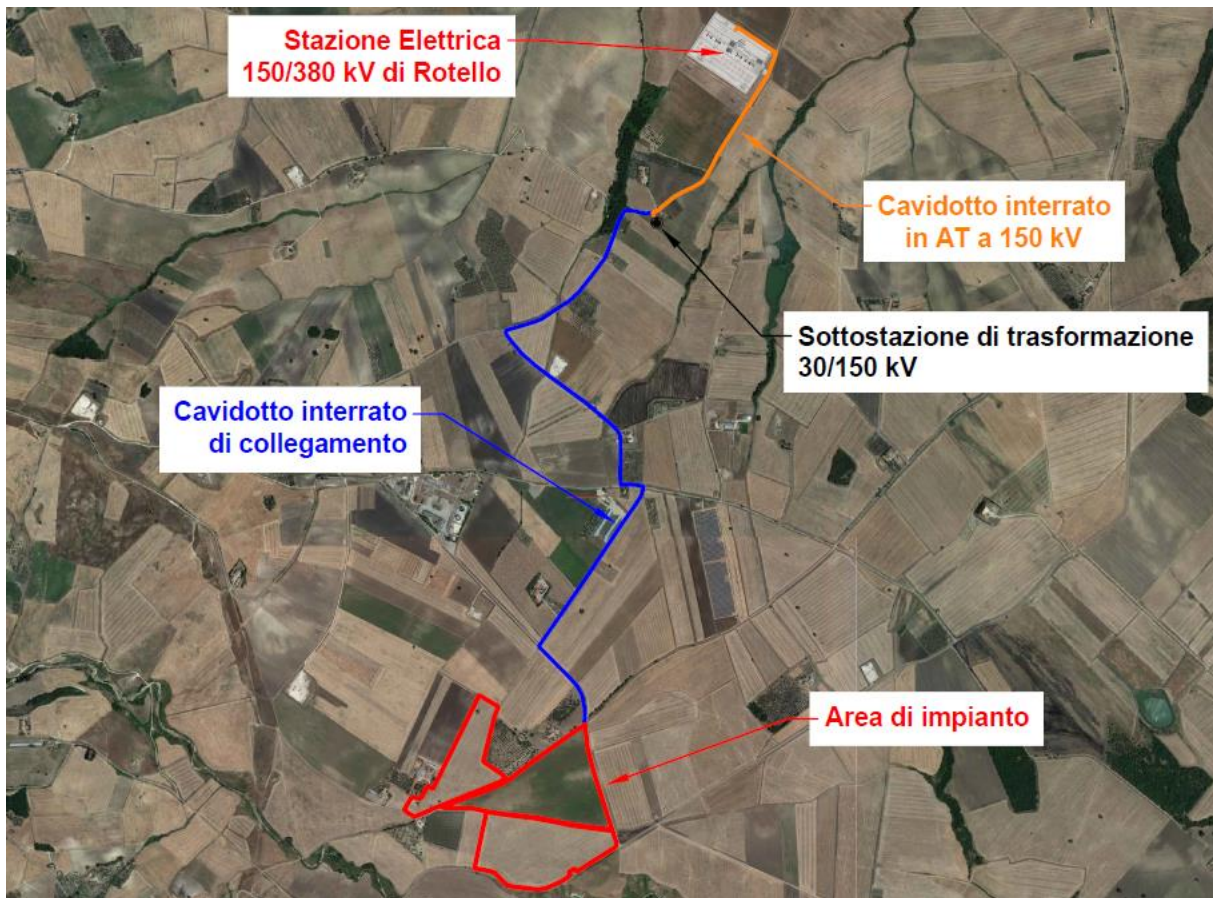 Stazione Elettrica
150/380 kV di Rotello
Cavidotto interrato
in AT a 150 kV
Sottostazione di trasformazione
30/150 kV
Cavidotto interrato
di collegamento
Area di impianto